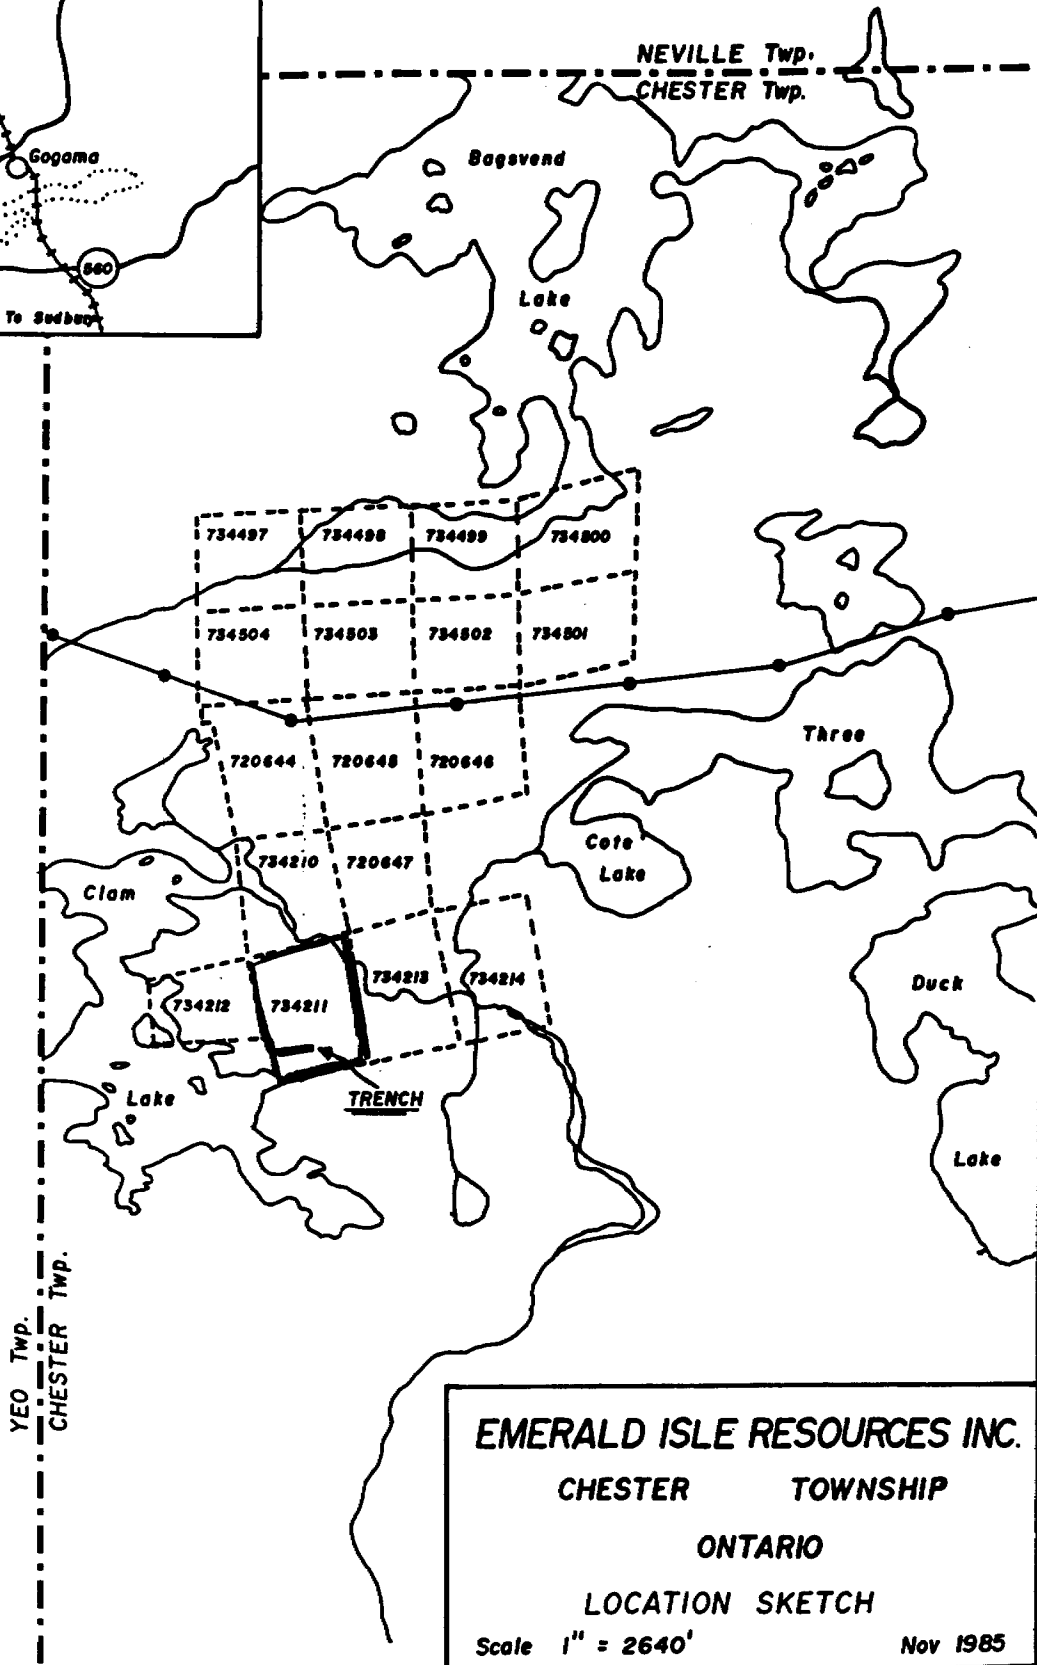 NEVILLE Twp.
CHESTER Twp.
Gogama
560
To Sudbury
Bagsvend
Lake
734497
734498
734499
734500
734504
734503
734502
734501
720644
720648
720646
734210
720647
734212
734211
734213
734214
TRENCH
Clam
Lake
Three
Duck
Lake
Cote
Lake
YEO Twp.
CHESTER Twp.
EMERALD ISLE RESOURCES INC.
CHESTER TOWNSHIP
ONTARIO
LOCATION SKETCH
Scale 1" = 2640' Nov 1985